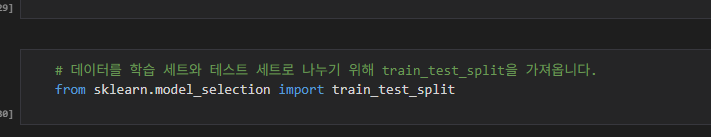 29]
# 데이터를 학습 세트와 테스트 세트로 나누기 위해 train_test_split을 가져옵니다.
from sklearn.model_selection import train_test_split
30]